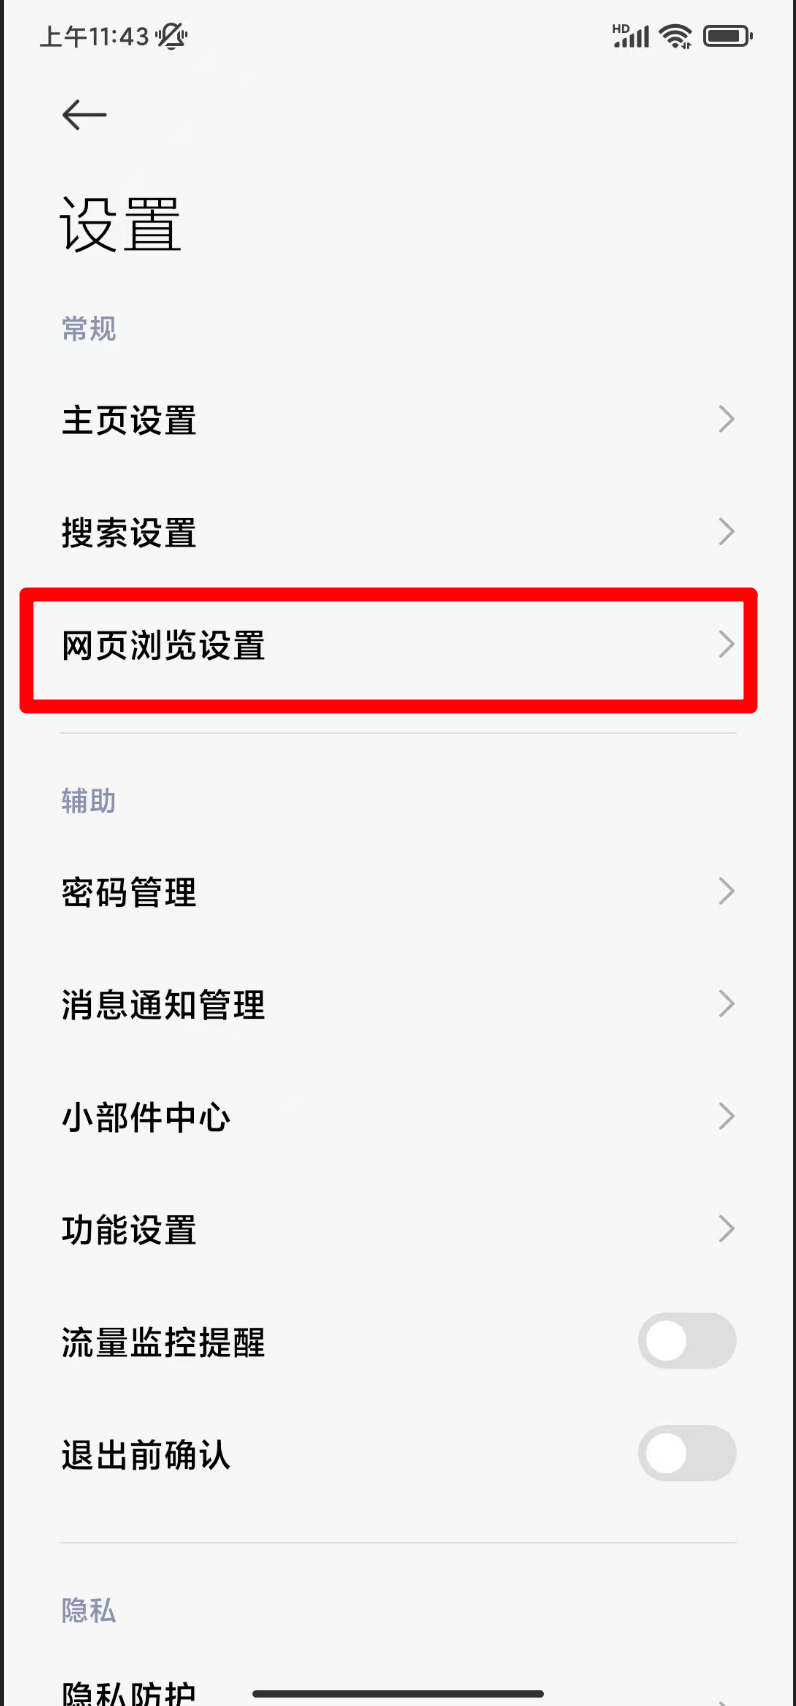 上午11:43
HD
设置
常规
主页设置
搜索设置
网页浏览设置
辅助
密码管理
消息通知管理
小部件中心
功能设置
流量监控提醒
退出前确认
隐私
隐私防护